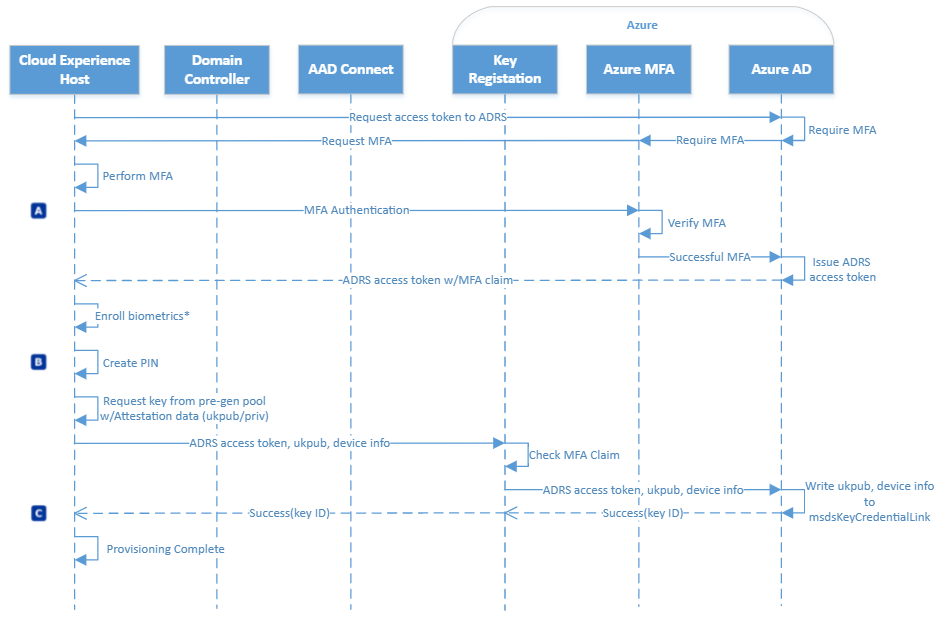 Azure
Cloud Experience
Host
Domain
Controller
AAD Connect
Key
Registation
Azure MFA
Azure AD
Request access token to ADRS
Require MFA
Request MFA
Require MFA
Perform MFA
A
MFA Authentication
Verify MFA
Successful MFA
Issue ADRS
access token
ADRS access token w/MFA claim
Enroll biometrics*
B
Create PIN
Request key from pre-gen pool
w/Attestation data (ukpub/priv)
ADRS access token, ukpub, device info
Check MFA Claim
ADRS access token, ukpub, device info
Write ukpub, device info
to
msdsKeyCredentialLink
C
Success(key ID)
Success(key ID)
Provisioning Complete